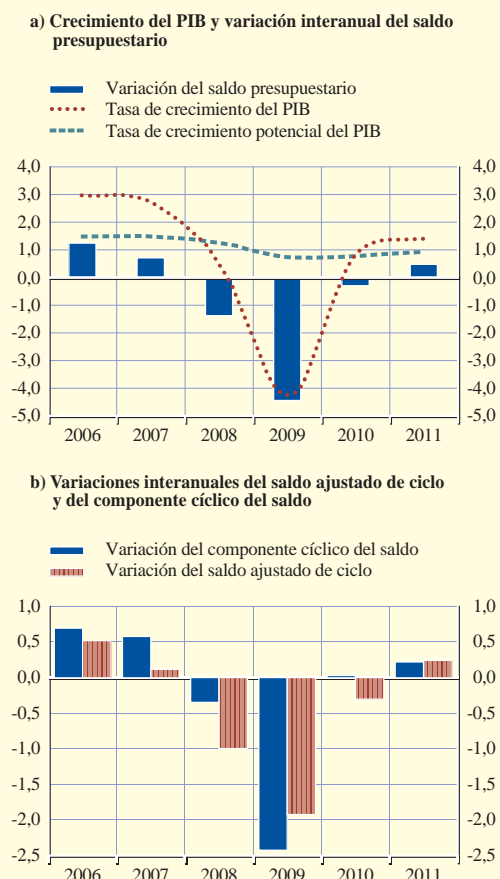 a) Crecimiento del PIB y variación interanual del saldo
presupuestario
Variación del saldo presupuestario
Tasa de crecimiento del PIB
Tasa de crecimiento potencial del PIB
4,0 4,0
3,0 3,0
2,0 2,0
1,0 1,0
0,0 0,0
-1,0 -1,0
-2,0 -2,0
-3,0 -3,0
-4,0 -4,0
-5,0 -5,0
2006 2007 2008 2009 2010 2011
b) Variaciones interanuales del saldo ajustado de ciclo
y del componente cíclico del saldo
Variación del componente cíclico del saldo
Variación del saldo ajustado de ciclo
1,0 1,0
0,5 0,5
0,0 0,0
-0,5 -0,5
-1,0 -1,0
-1,5 -1,5
-2,0 -2,0
-2,5 -2,5
2006 2007 2008 2009 2010 2011